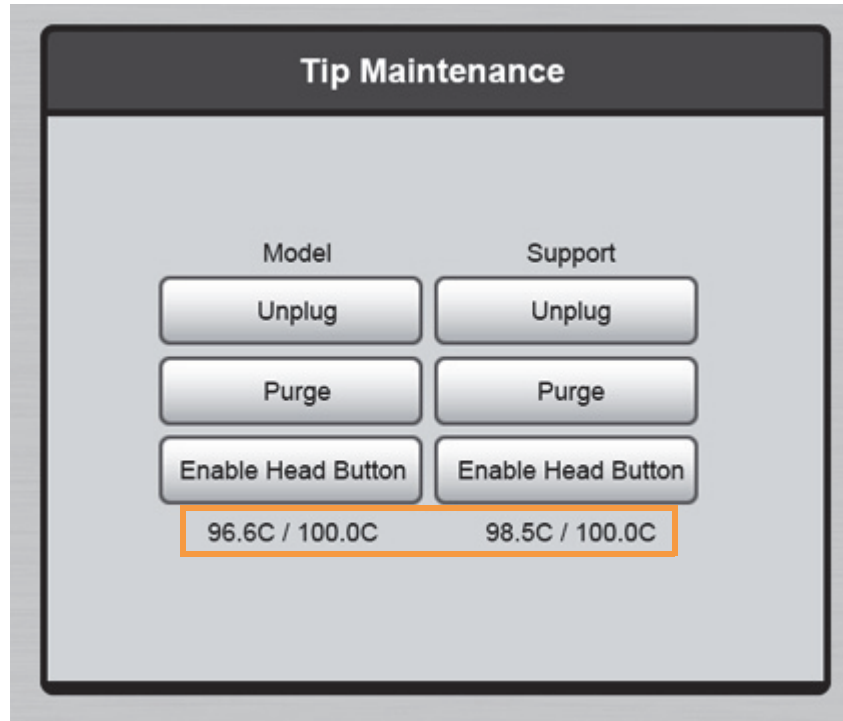 Tip Maintenance
Model Support
Unplug Unplug
Purge Purge
Enable Head Button Enable Head Button
96.6C / 100.0C 98.5C / 100.0C